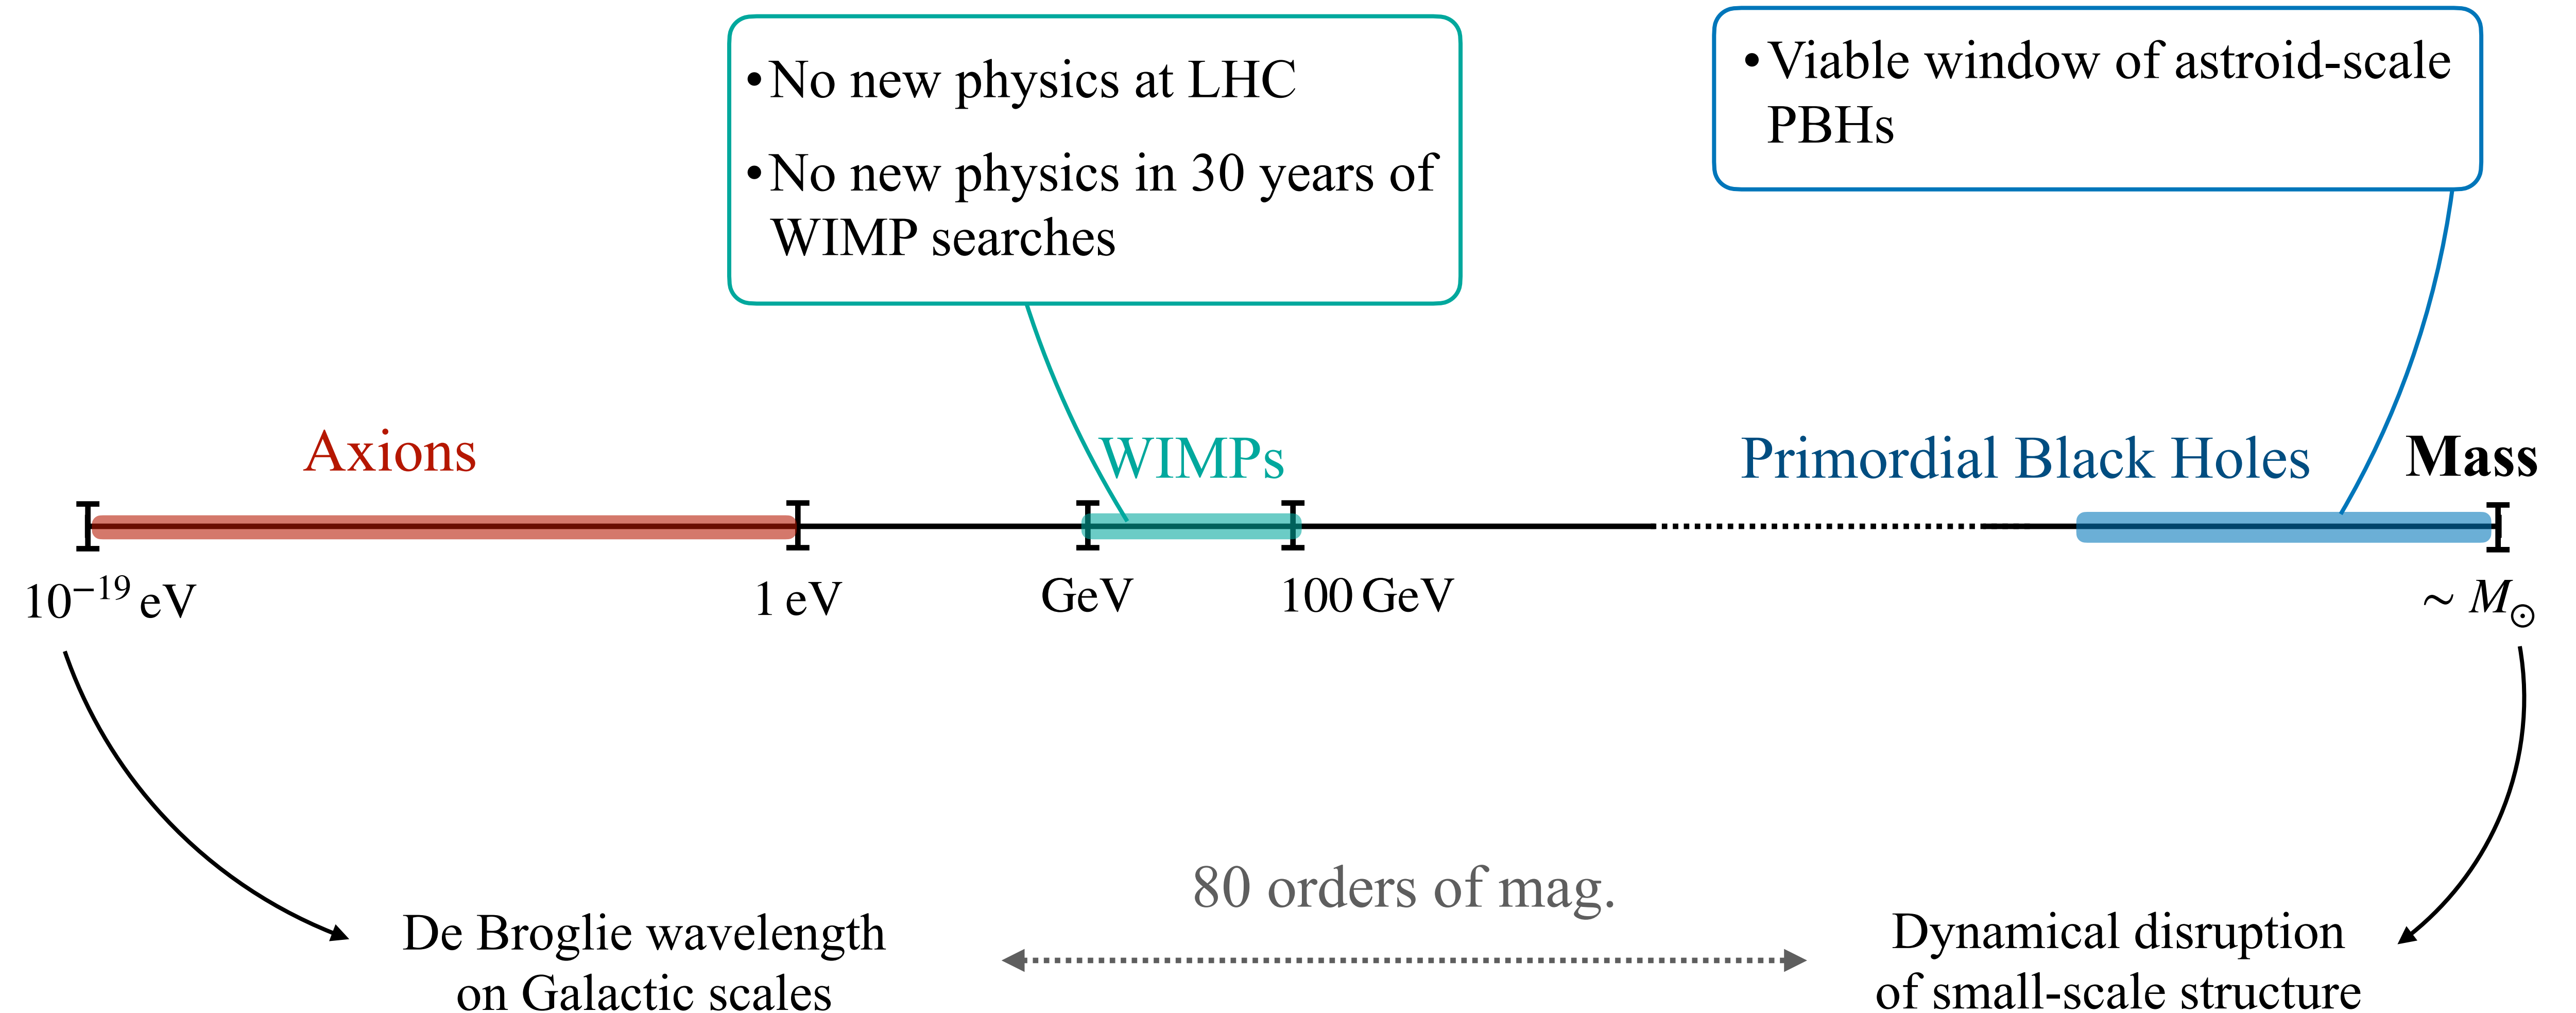 • No new physics at LHC
• No new physics in 30 years of
WIMP searches
• Viable window of astroid-scale
PBHs
Axions
WIMPs
Primordial Black Holes
Mass
10⁻¹⁹ eV
1 eV
GeV
100 GeV
~ M⊙
80 orders of mag.
De Broglie wavelength
on Galactic scales
Dynamical disruption
of small-scale structure